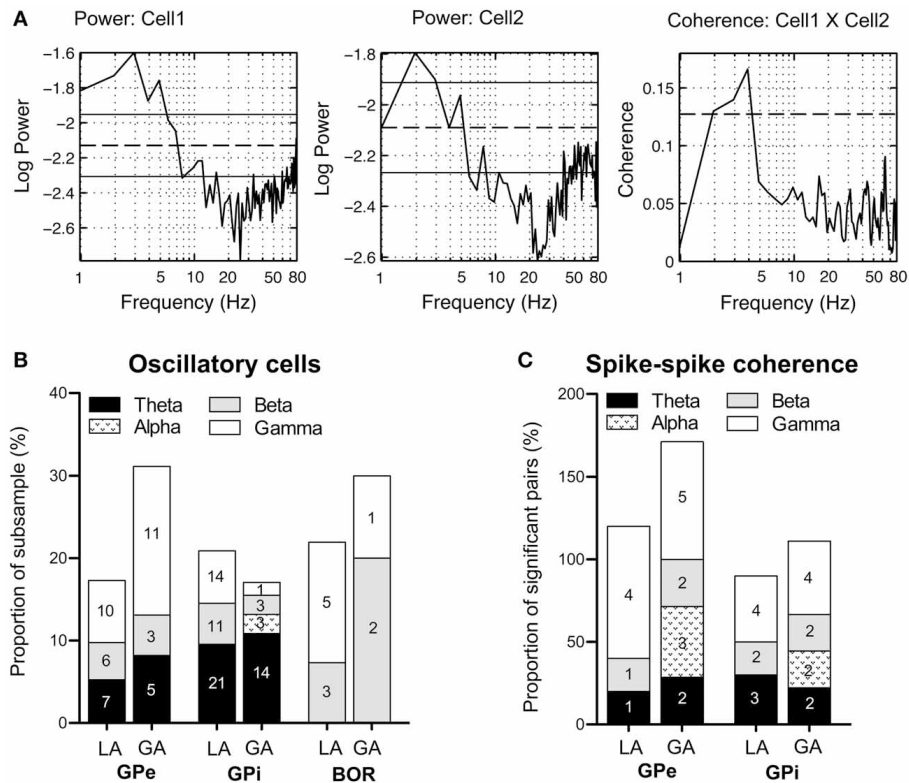 A
Power: Cell1
Power: Cell2
Coherence: Cell1 X Cell2
Log Power
−1.6
−1.8
−2
−2.2
−2.4
−2.6
1 5 10 20 50 80
Frequency (Hz)
Log Power
−1.8
−2
−2.2
−2.4
−2.6
1 5 10 20 50 80
Frequency (Hz)
Coherence
0.15
0.1
0.05
0
1 5 10 20 50 80
Frequency (Hz)
B
Oscillatory cells
Proportion of subsample (%)
40
30
20
10
0
Theta Beta
Alpha Gamma
10
6
7
11
3
5
14
11
21
1
3
3
14
5
3
1
2
LA GA LA GA LA GA
GPe GPi BOR
C
Spike-spike coherence
Proportion of significant pairs (%)
200
150
100
50
0
Theta Beta
Alpha Gamma
4
1
1
5
2
3
2
4
2
3
4
2
2
2
LA GA LA GA
GPe GPi